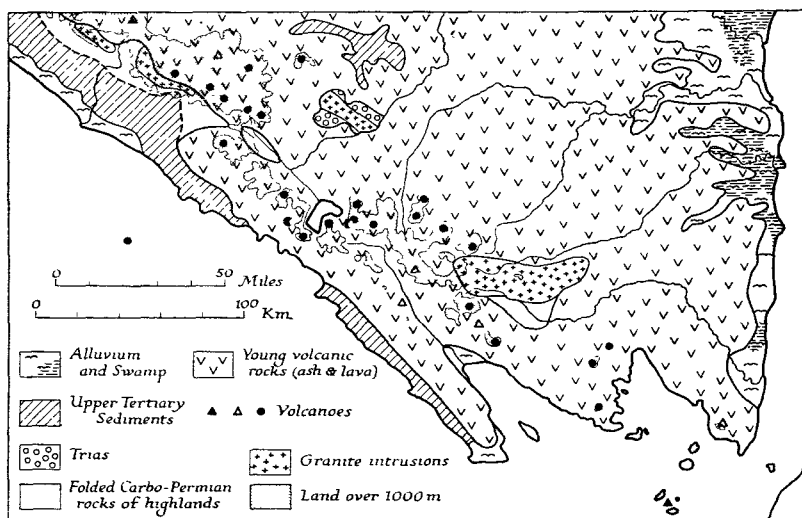 0 50 Miles
0 100 Km.
Alluvium and Swamp
Young volcanic rocks (ash & lava)
Upper Tertiary Sediments
Volcanoes
Trias
Granite intrusions
Folded Carbo-Permian rocks of highlands
Land over 1000 m